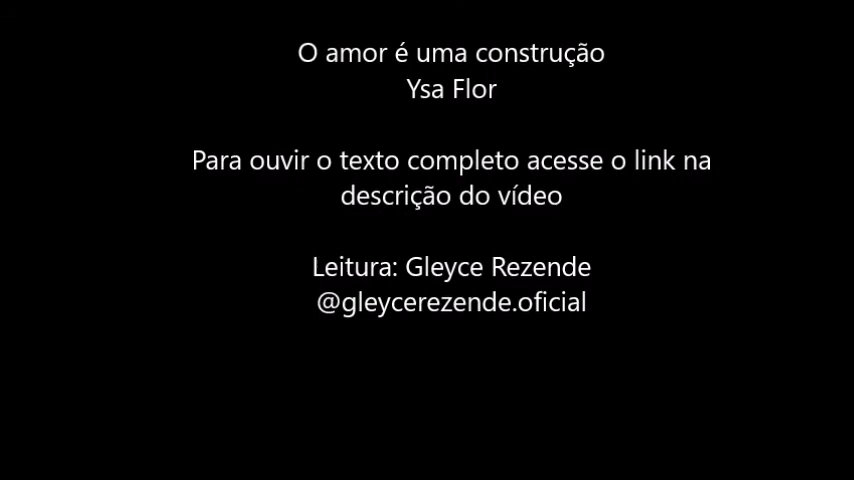 O amor é uma construção
Ysa Flor
Para ouvir o texto completo acesse o link na
descrição do vídeo
Leitura: Gleyce Rezende
@gleycerezende.oficial